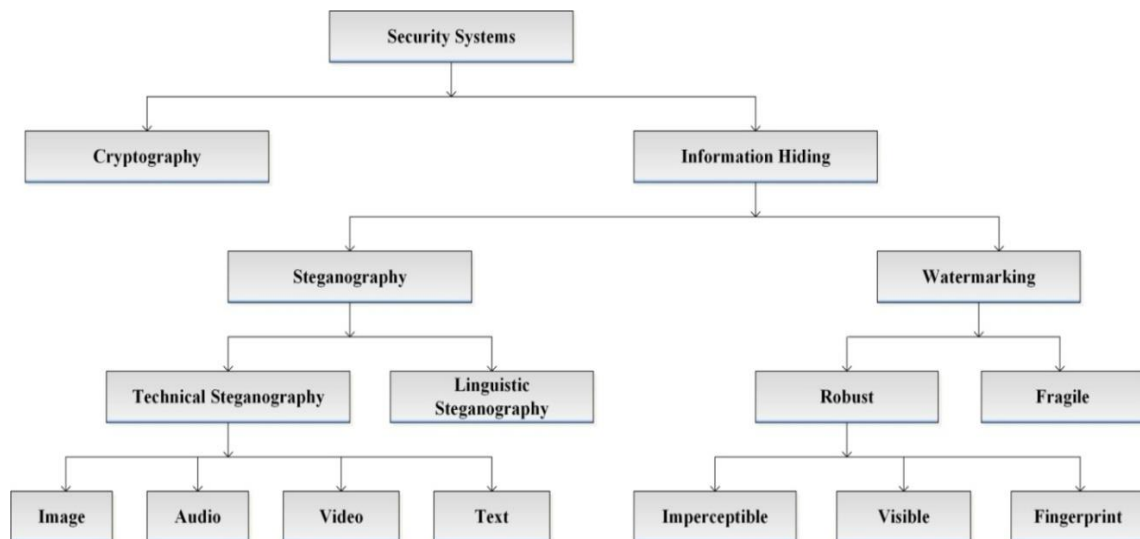 Security Systems
Cryptography
Information Hiding
Steganography
Watermarking
Technical Steganography
Linguistic
Steganography
Robust
Fragile
Image
Audio
Video
Text
Imperceptible
Visible
Fingerprint